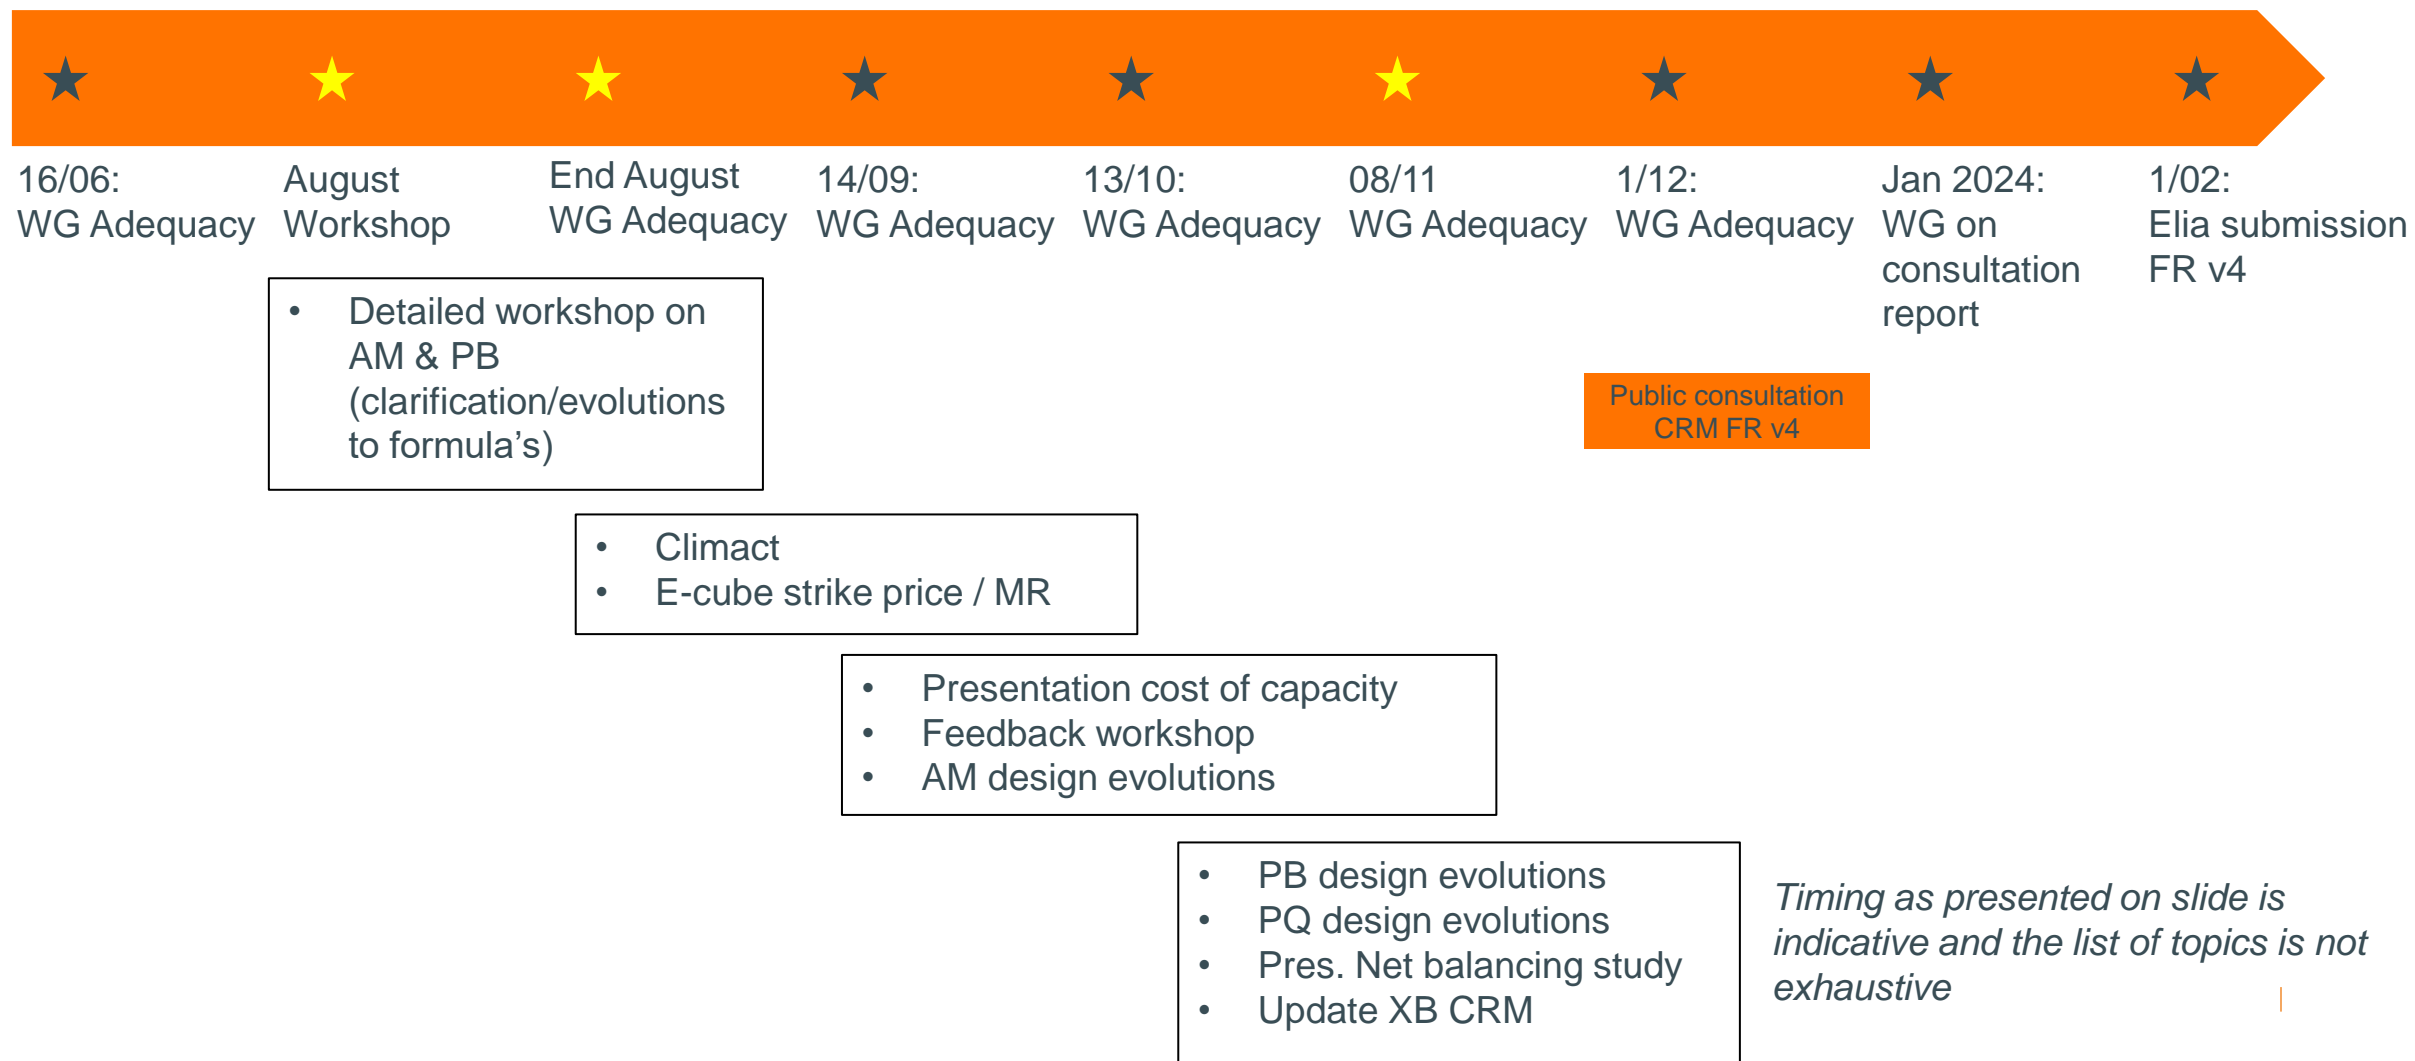 16/06:
WG Adequacy
August
Workshop
End August
WG Adequacy
14/09:
WG Adequacy
13/10:
WG Adequacy
08/11
WG Adequacy
1/12:
WG Adequacy
Jan 2024:
WG on
consultation
report
1/02:
Elia submission
FR v4
• Detailed workshop on
AM & PB
(clarification/evolutions
to formula’s)
Public consultation
CRM FR v4
• Climact
• E-cube strike price / MR
• Presentation cost of capacity
• Feedback workshop
• AM design evolutions
• PB design evolutions
• PQ design evolutions
• Pres. Net balancing study
• Update XB CRM
Timing as presented on slide is
indicative and the list of topics is not
exhaustive